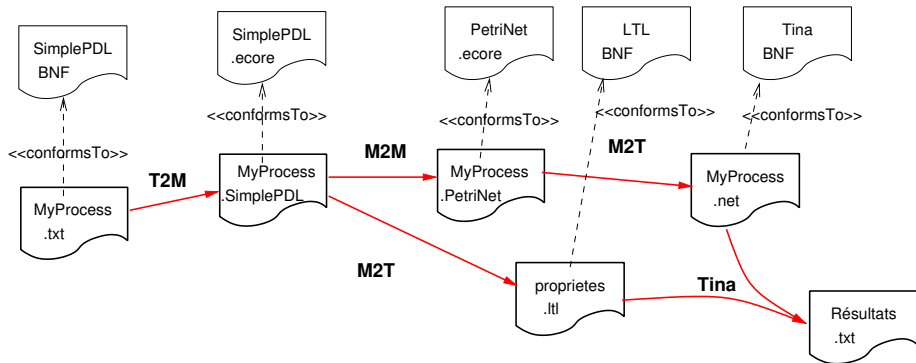 SimplePDL
BNF
SimplePDL
.ecore
PetriNet
.ecore
LTL
BNF
Tina
BNF
<<conformsTo>>
<<conformsTo>>
<<conformsTo>>
<<conformsTo>>
<<conformsTo>>
T2M
M2M
M2T
MyProcess
.txt
MyProcess
.SimplePDL
MyProcess
.PetriNet
MyProcess
.net
M2T
proprietes
.ltl
Tina
Résultats
.txt